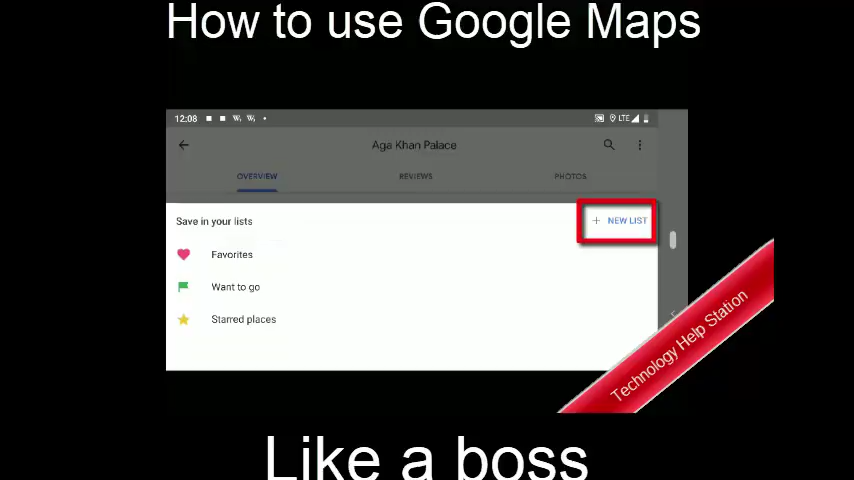 How to use Google Maps
12:08 LTE
Aga Khan Palace
OVERVIEW REVIEWS PHOTOS
Save in your lists + NEW LIST
Favorites
Want to go
Starred places
Technology Help Station
Like a boss